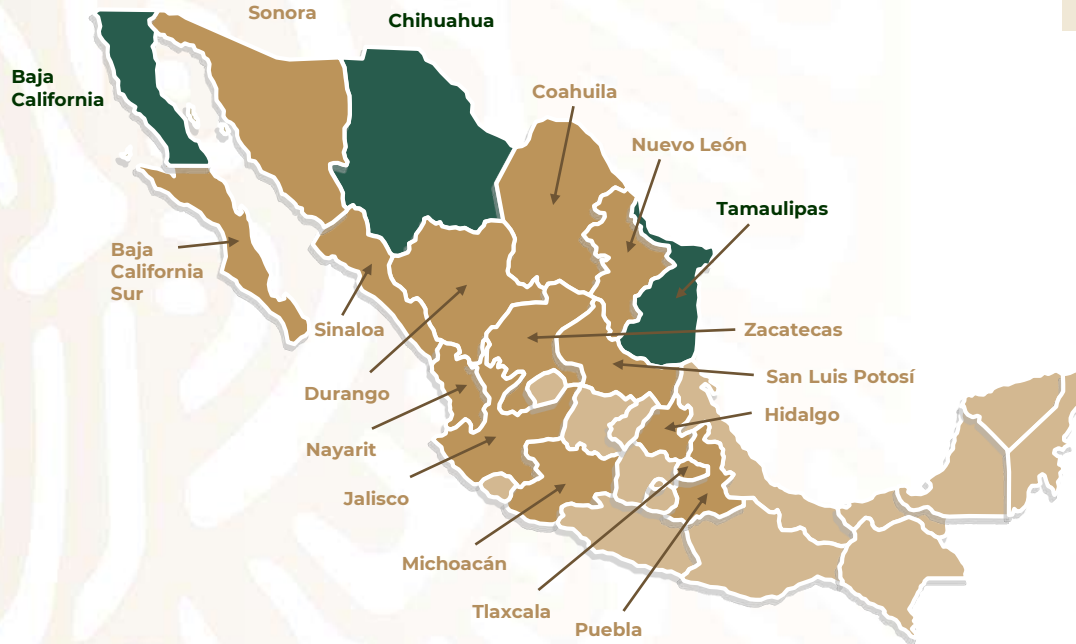 Sonora
Chihuahua
Baja
California
Coahuila
Nuevo León
Tamaulipas
Baja
California
Sur
Sinaloa
Zacatecas
San Luis Potosí
Durango
Hidalgo
Nayarit
Jalisco
Michoacán
Tlaxcala
Puebla